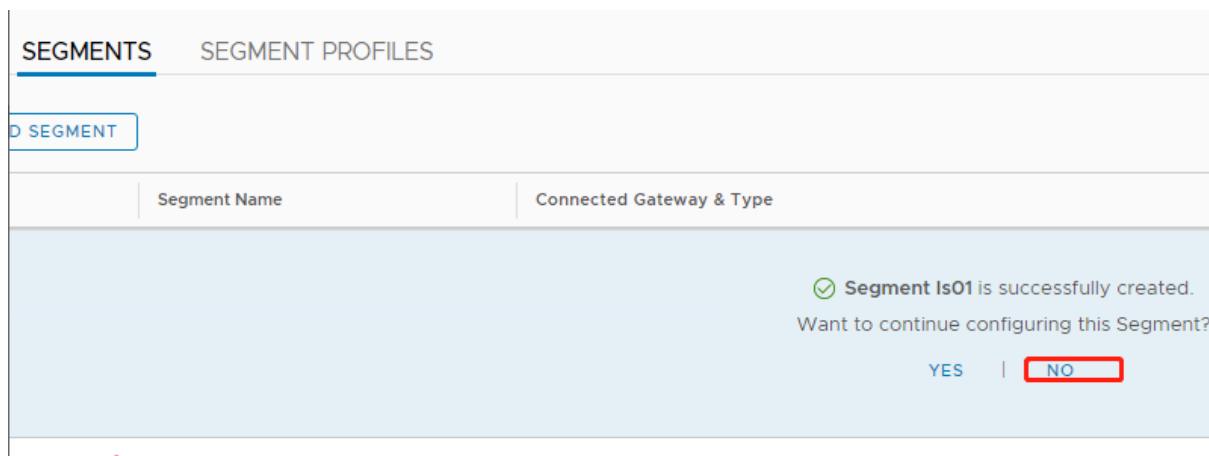 SEGMENTS SEGMENT PROFILES
D SEGMENT
Segment Name Connected Gateway & Type
Segment ls01 is successfully created.
Want to continue configuring this Segment?
YES | NO